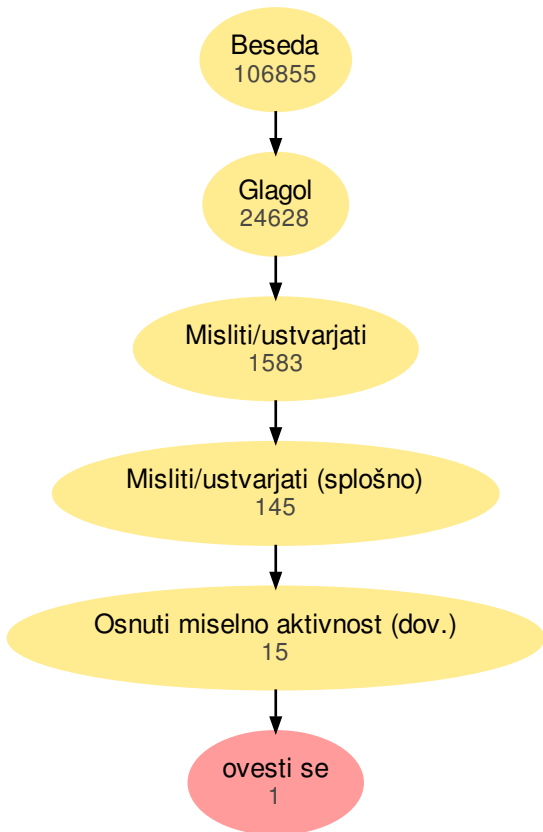 Beseda
106855
Glagol
24628
Misliti/ustvarjati
1583
Misliti/ustvarjati (splošno)
145
Osnuti miselno aktivnost (dov.)
15
ovesti se
1